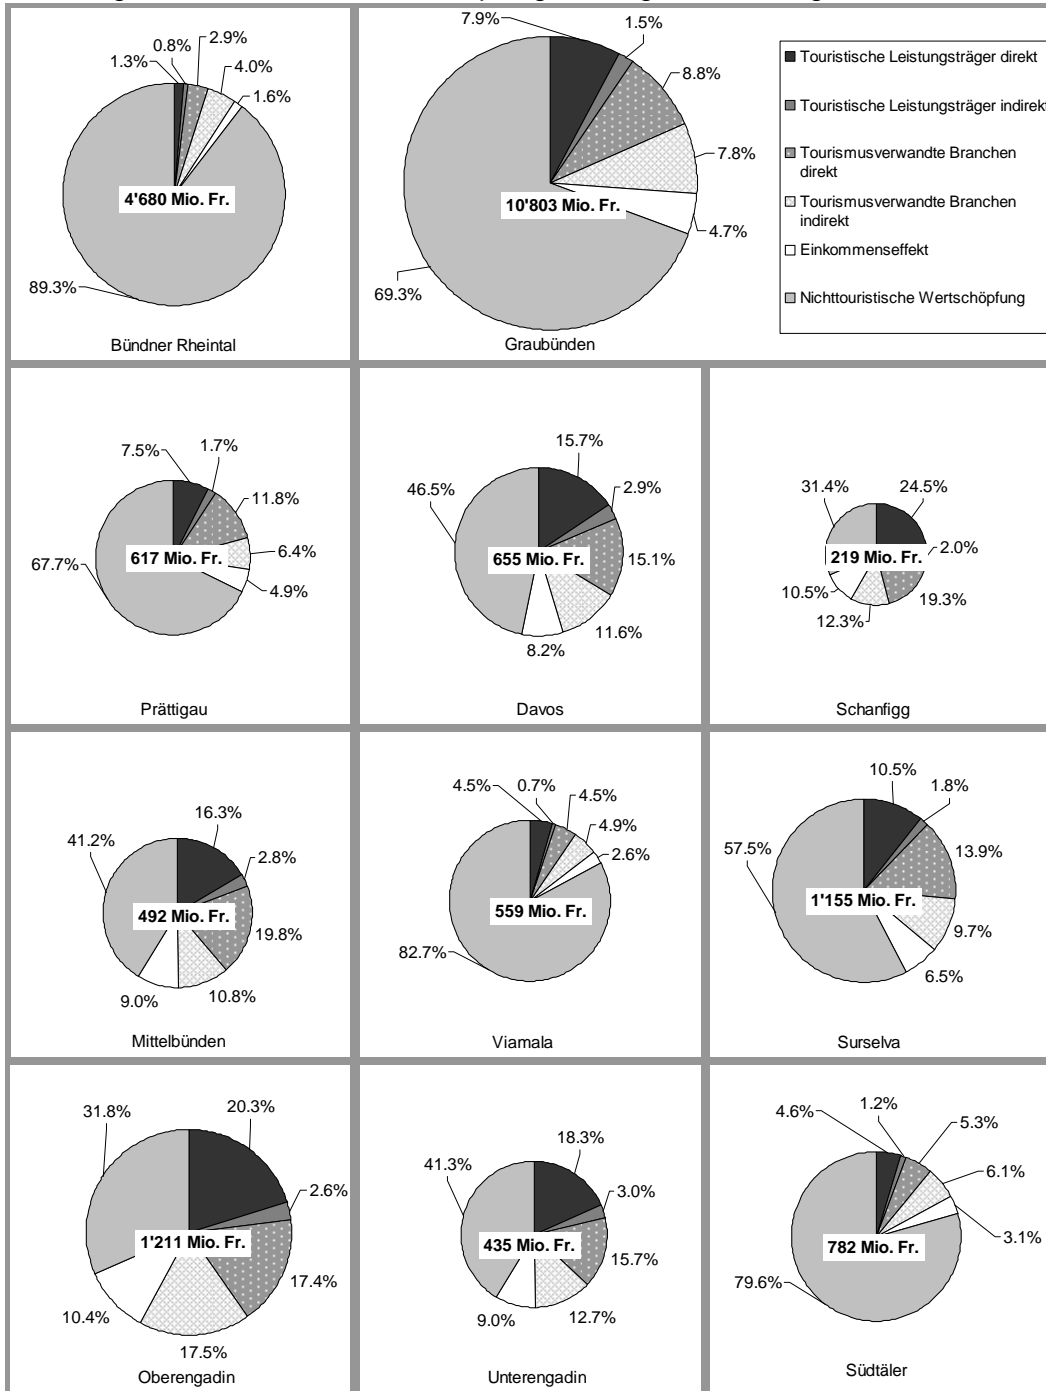 7.9%
1.5%
8.8%
7.8%
4.7%
69.3%
10'803 Mio. Fr.
Graubünden
0.8%
2.9%
1.3%
4.0%
1.6%
4'680 Mio. Fr.
89.3%
Bündner Rheintal
Touristische Leistungsträger direkt
Touristische Leistungsträger indirekt
Tourismusverwandte Branchen
direkt
Tourismusverwandte Branchen
indirekt
Einkommenseffekt
Nichttouristische Wertschöpfung
7.5%
1.7%
11.8%
6.4%
4.9%
67.7%
617 Mio. Fr.
Prättigau
15.7%
2.9%
46.5%
15.1%
11.6%
8.2%
655 Mio. Fr.
Davos
31.4%
24.5%
2.0%
219 Mio. Fr.
10.5%
19.3%
12.3%
Schanfigg
16.3%
41.2%
2.8%
492 Mio. Fr.
19.8%
10.8%
9.0%
Mittelbünden
4.5%
0.7%
4.5%
4.9%
2.6%
559 Mio. Fr.
82.7%
Viamala
10.5%
1.8%
57.5%
13.9%
1'155 Mio. Fr.
9.7%
6.5%
Surselva
31.8%
20.3%
2.6%
1'211 Mio. Fr.
17.4%
10.4%
17.5%
Oberengadin
18.3%
41.3%
3.0%
435 Mio. Fr.
15.7%
12.7%
9.0%
Unterengadin
4.6%
1.2%
5.3%
6.1%
3.1%
782 Mio. Fr.
79.6%
Südtäler